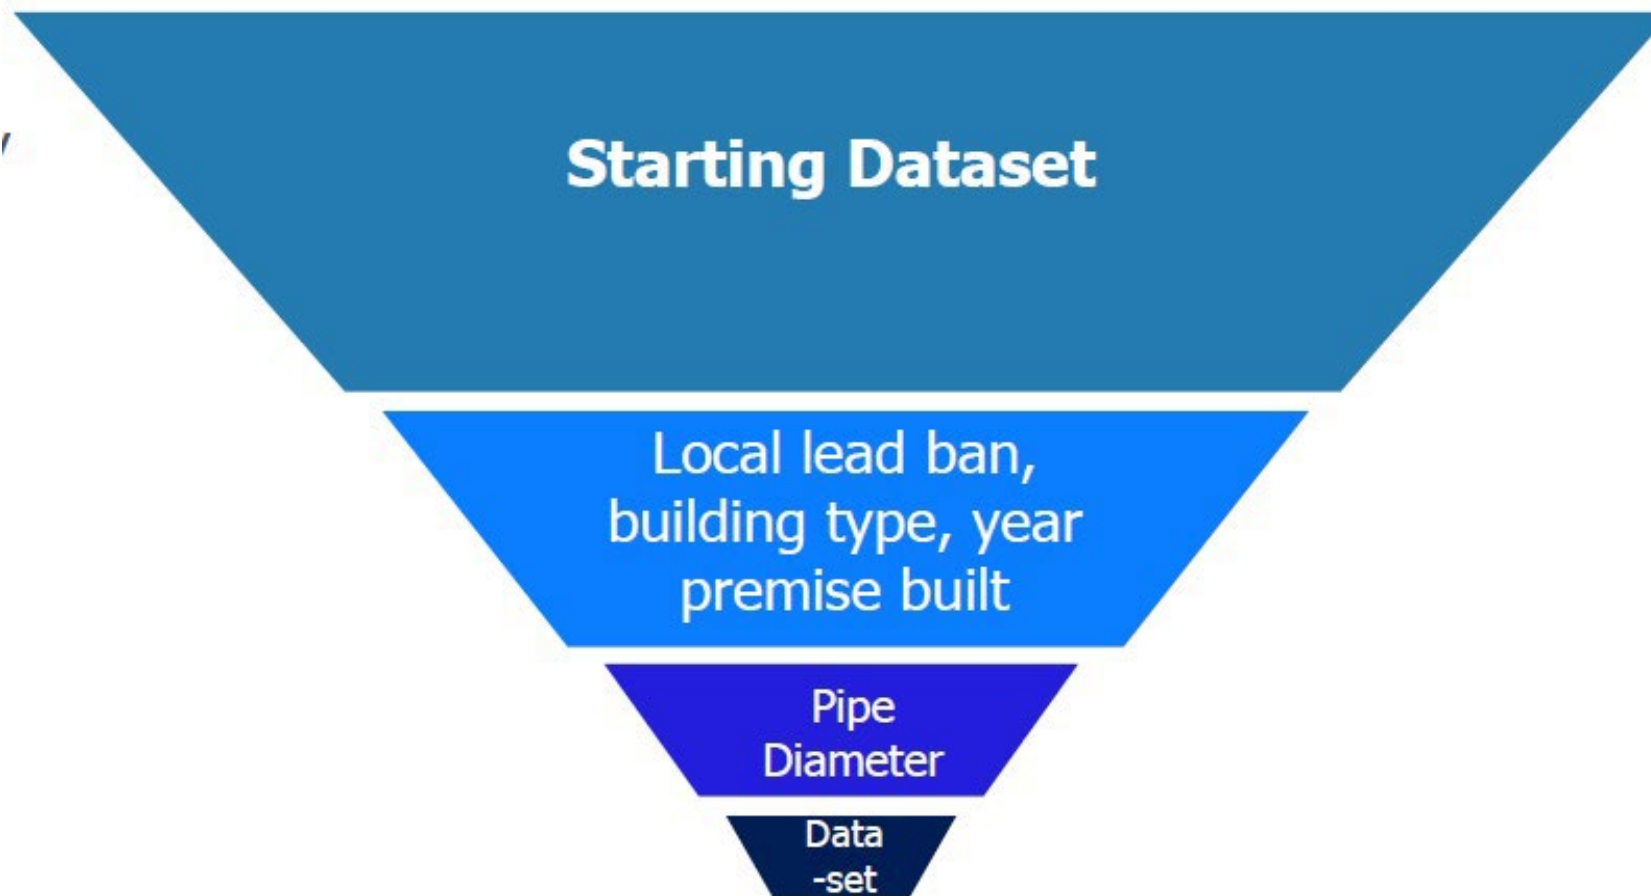 Starting Dataset
Local lead ban,
building type, year
premise built
Pipe
Diameter
Data
-set